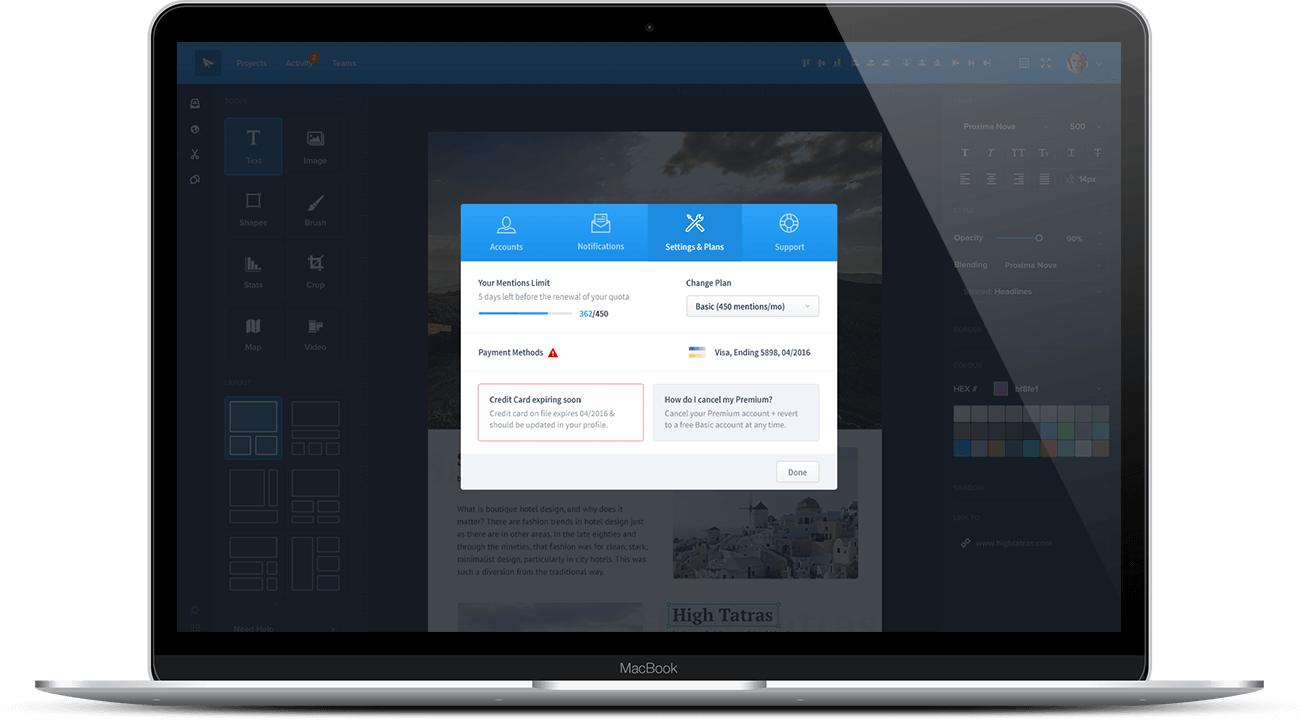 Projects
Activity
2
Teams
TOOLS
Text
Image
Shapes
Brush
Stats
Crop
Map
Video
LAYOUT
Need Help
Accounts
Notifications
Settings & Plans
Support
Your Mentions Limit
5 days left before the renewal of your quota
362/450
Change Plan
Basic (450 mentions/mo)
Payment Methods
Visa, Ending 5898, 04/2016
Credit Card expiring soon
Credit card on file expires 04/2016 &
should be updated in your profile.
How do I cancel my Premium?
Cancel your Premium account + revert
to a free Basic account at any time.
Done
What is boutique hotel design, and why does it
matter? There are fashion trends in hotel design just
as there are in other areas. In the late eighties and
through the nineties, that fashion was for clean, stark,
minimalist design, particularly in city hotels. This was
such a diversion from the traditional way.
High Tatras
Proxima Nova
500
14px
STYLE
Opacity
90%
Blending
Proxima Nova
Shared: Headlines
BORDER
COLOUR
HEX #
bf8fe1
SHADOW
LINK TO
www.hightatras.com
MacBook